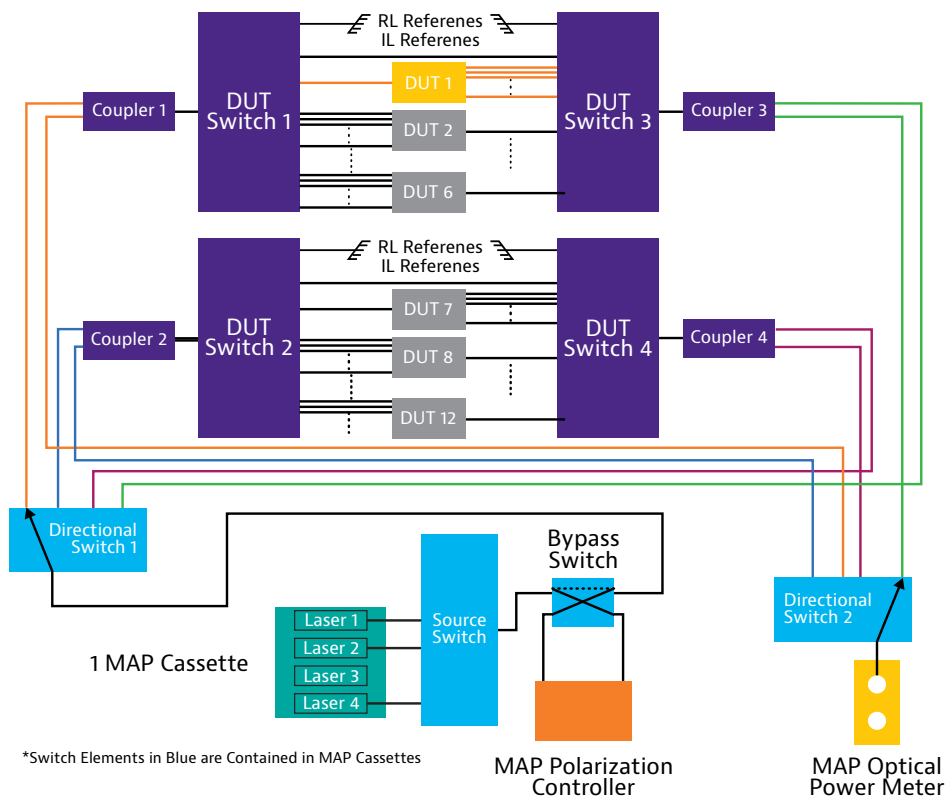 RL Referenes
IL Referenes
DUT 1
Coupler 1
DUT
Switch 1
DUT
Switch 3
Coupler 3
DUT 2
DUT 6
RL Referenes
IL Referenes
DUT 7
Coupler 2
DUT
Switch 2
DUT
Switch 4
Coupler 4
DUT 8
DUT 12
Directional
Switch 1
Bypass
Switch
Directional
Switch 2
Source
Switch
1 MAP Cassette
Laser 1
Laser 2
Laser 3
Laser 4
*Switch Elements in Blue are Contained in MAP Cassettes
MAP Polarization
Controller
MAP Optical
Power Meter